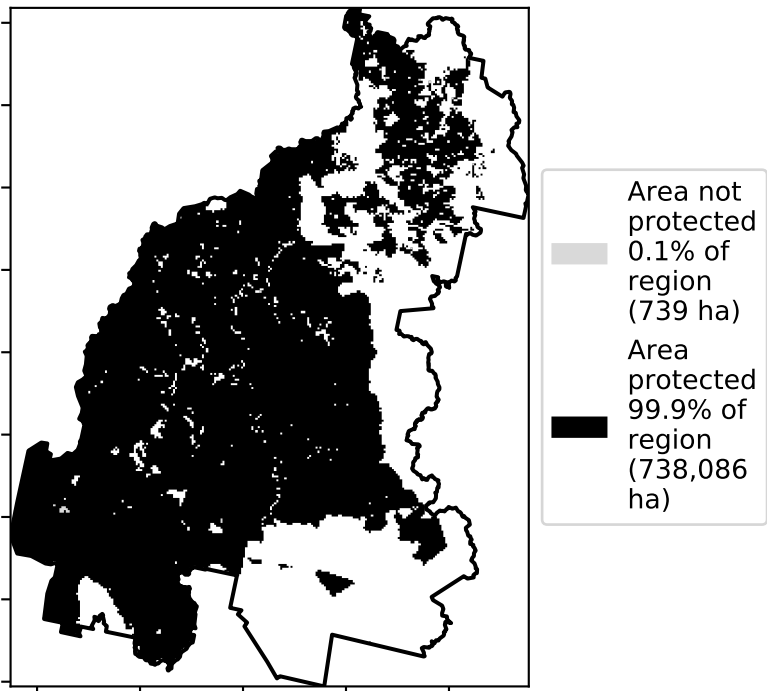 Area not
protected
0.1% of
region
(739 ha)
Area
protected
99.9% of
region
(738,086
ha)